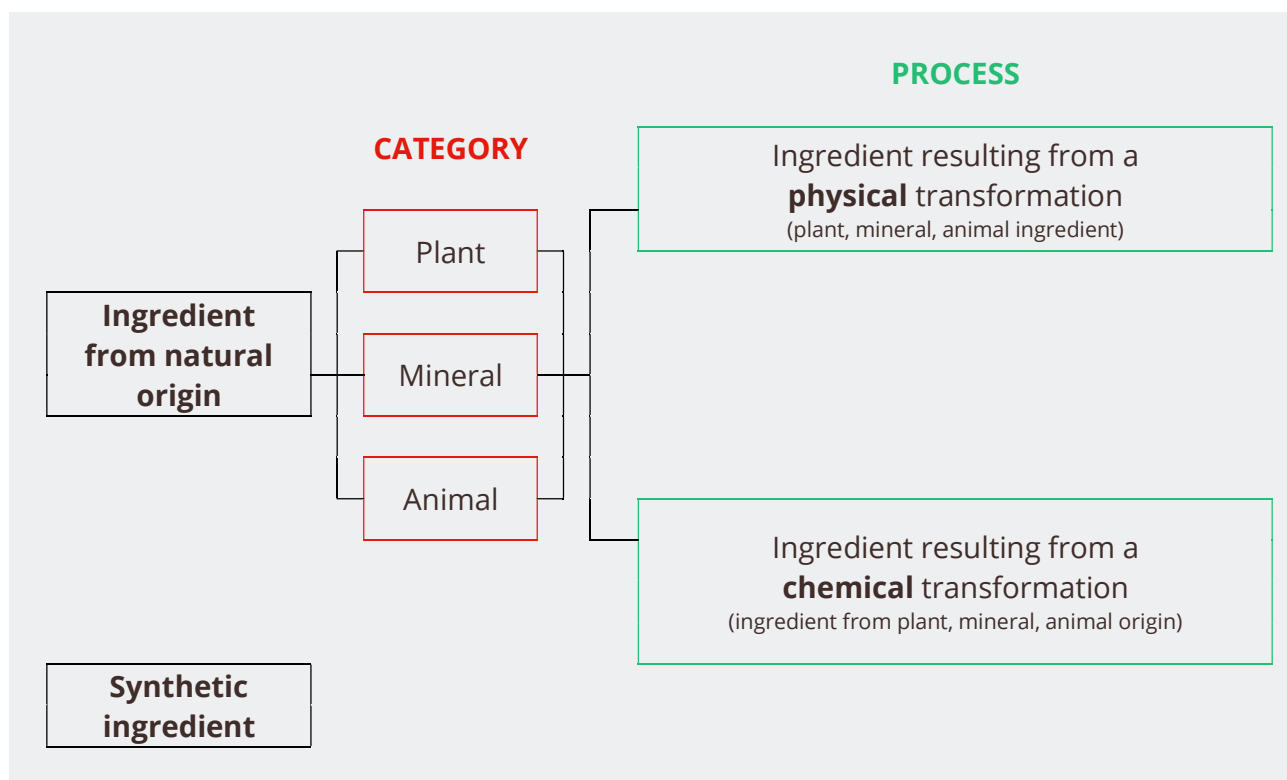 PROCESS
CATEGORY
Ingredient resulting from a
physical transformation
(plant, mineral, animal ingredient)
Plant
Ingredient
from natural
origin
Mineral
Animal
Ingredient resulting from a
chemical transformation
(ingredient from plant, mineral, animal origin)
Synthetic
ingredient